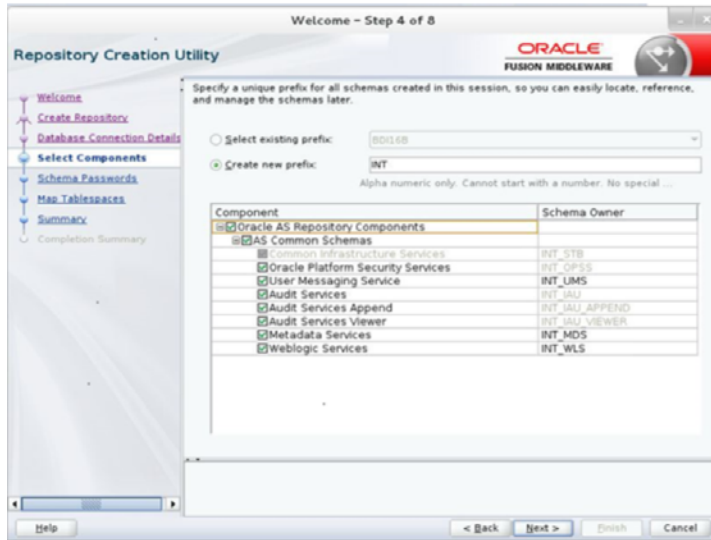 Welcome - Step 4 of 8
Repository Creation Utility
ORACLE
FUSION MIDDLEWARE
Welcome
Create Repository
Database Connection Details
Select Components
Schema Passwords
Map Tablespaces
Summary
Completion Summary
Specify a unique prefix for all schemas created in this session, so you can easily locate, reference,
and manage the schemas later.
Select existing prefix:
BDI16B
Create new prefix:
INT
Alpha numeric only. Cannot start with a number. No special ...
Component Schema Owner
Oracle AS Repository Components
AS Common Schemas
Common Infrastructure Services INT_STB
Oracle Platform Security Services INT_OPSS
User Messaging Service INT_UMS
Audit Services INT_IAU
Audit Services Append INT_IAU_APPEND
Audit Services Viewer INT_IAU_VIEWER
Metadata Services INT_MDS
Weblogic Services INT_WLS
Help
< Back
Next >
Finish
Cancel